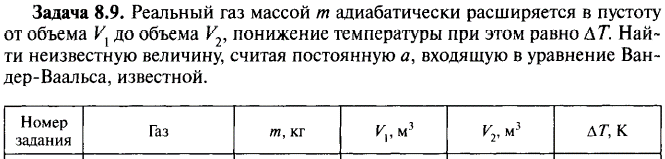 Задача 8.9. Реальный газ массой m адиабатически расширяется в пустоту
от объема V₁ до объема V₂, понижение температуры при этом равно ΔT. Най-
ти неизвестную величину, считая постоянную a, входящую в уравнение Ван-
дер-Ваальса, известной.
Номер задания | Газ | m, кг | V₁, м³ | V₂, м³ | ΔT, К